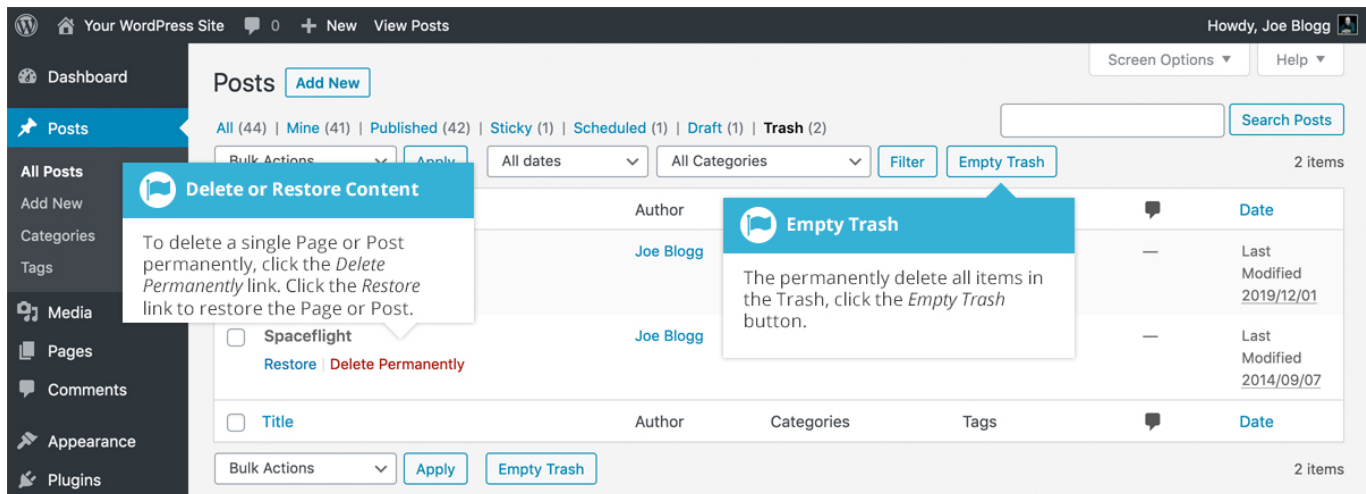 Your WordPress Site 0 + New View Posts Howdy, Joe Blogg
Dashboard
Posts
All Posts
Add New
Categories
Tags
Media
Pages
Comments
Appearance
Plugins
Screen Options ▼ Help ▼
Posts Add New
All (44) | Mine (41) | Published (42) | Sticky (1) | Scheduled (1) | Draft (1) | Trash (2) Search Posts
Bulk Actions Apply All dates All Categories Filter Empty Trash 2 items
Delete or Restore Content
To delete a single Page or Post
permanently, click the Delete
Permanently link. Click the Restore
link to restore the Page or Post.
Author Date
Empty Trash
The permanently delete all items in
the Trash, click the Empty Trash
button.
Joe Blogg — Last
Modified
2019/12/01
Spaceflight Joe Blogg — Last
Restore | Delete Permanently Modified
2014/09/07
Title Author Categories Tags Date
Bulk Actions Apply Empty Trash 2 items